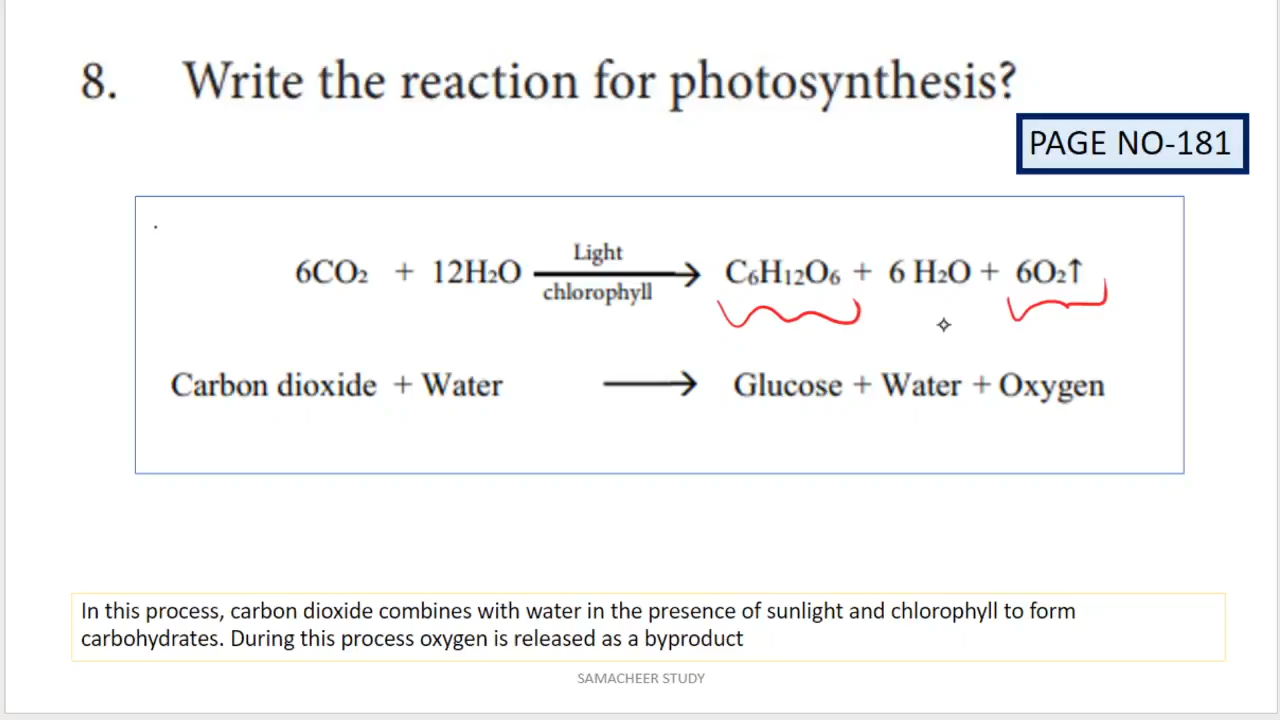 8. Write the reaction for photosynthesis?
PAGE NO-181
.
Light
6CO₂ + 12H₂O ⟶ C₆H₁₂O₆ + 6 H₂O + 6O₂↑
chlorophyll
Carbon dioxide + Water ⟶ Glucose + Water + Oxygen
In this process, carbon dioxide combines with water in the presence of sunlight and chlorophyll to form
carbohydrates. During this process oxygen is released as a byproduct
SAMACHEER STUDY